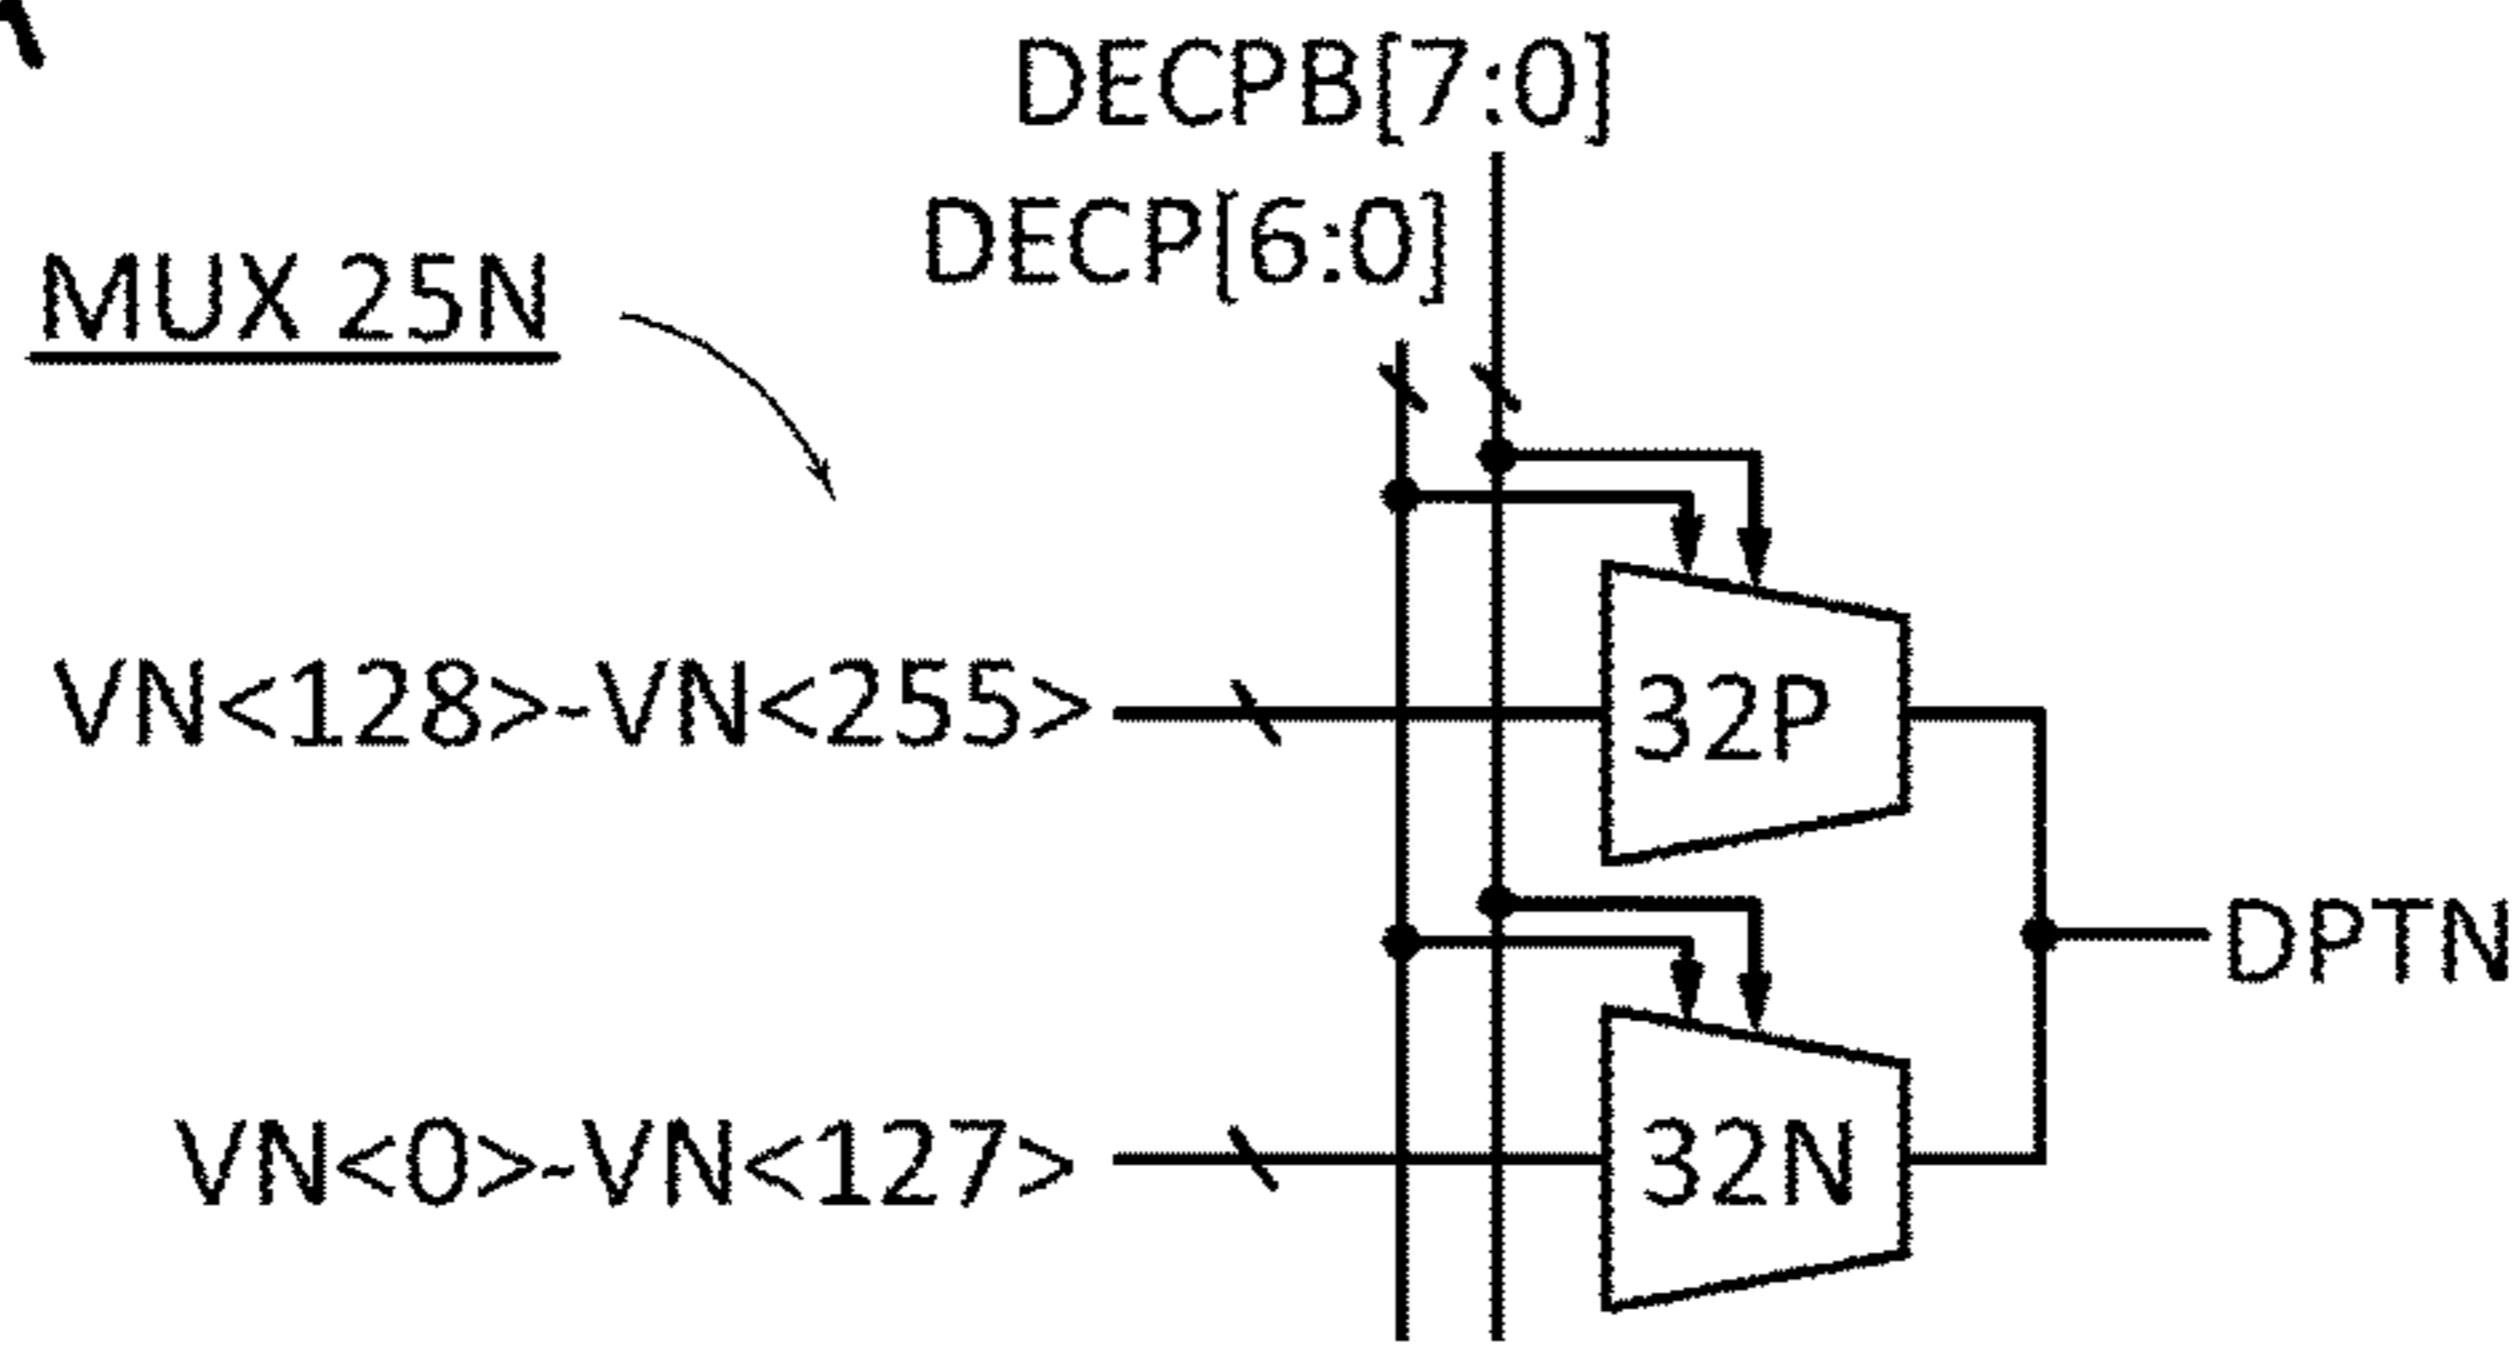 DECPB[7:0]
DECP[6:0]
MUX 25N
VN<128>-VN<255>
32P
DPTN
VN<0>-VN<127>
32N